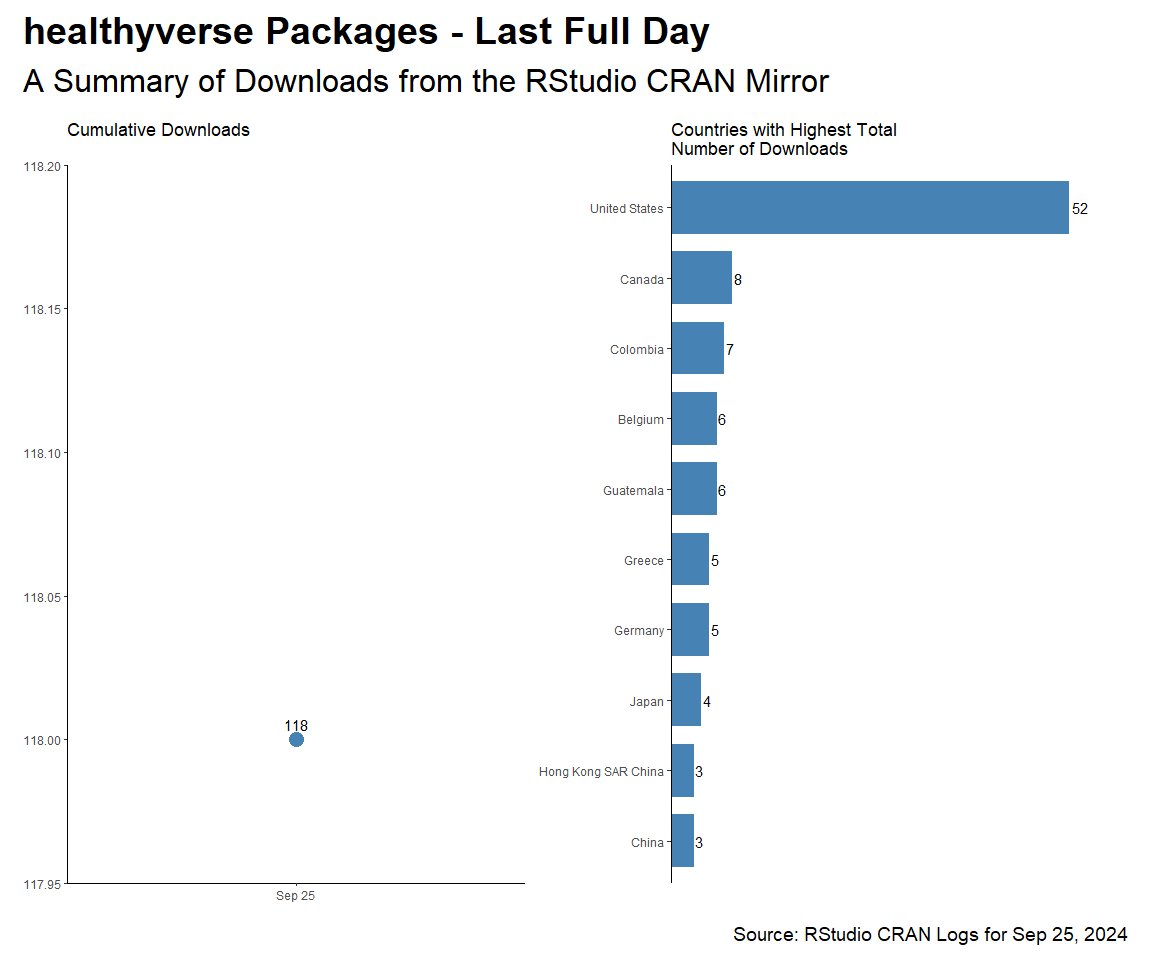 healthyverse Packages - Last Full Day
A Summary of Downloads from the RStudio CRAN Mirror
Cumulative Downloads
118.20
118.15
118.10
118.05
118.00
117.95
118
Sep 25
Countries with Highest Total
Number of Downloads
United States 52
Canada 8
Colombia 7
Belgium 6
Guatemala 6
Greece 5
Germany 5
Japan 4
Hong Kong SAR China 3
China 3
Source: RStudio CRAN Logs for Sep 25, 2024